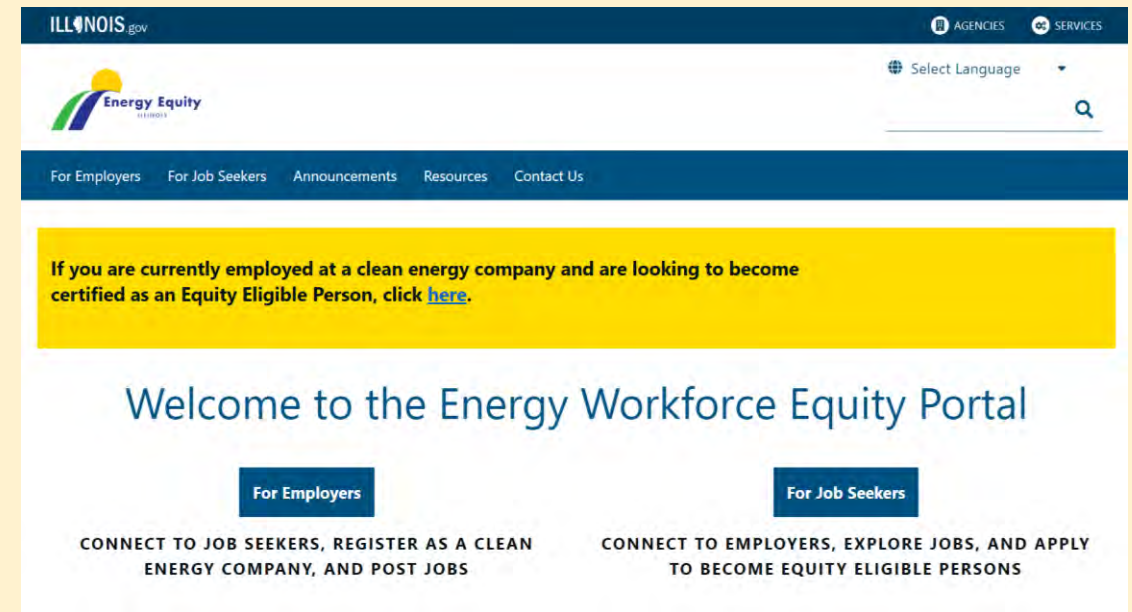 ILLINOIS.gov
AGENCIES SERVICES
Select Language
Energy Equity
ILLINOIS
For Employers For Job Seekers Announcements Resources Contact Us
If you are currently employed at a clean energy company and are looking to become
certified as an Equity Eligible Person, click here.
Welcome to the Energy Workforce Equity Portal
For Employers
For Job Seekers
CONNECT TO JOB SEEKERS, REGISTER AS A CLEAN
ENERGY COMPANY, AND POST JOBS
CONNECT TO EMPLOYERS, EXPLORE JOBS, AND APPLY
TO BECOME EQUITY ELIGIBLE PERSONS